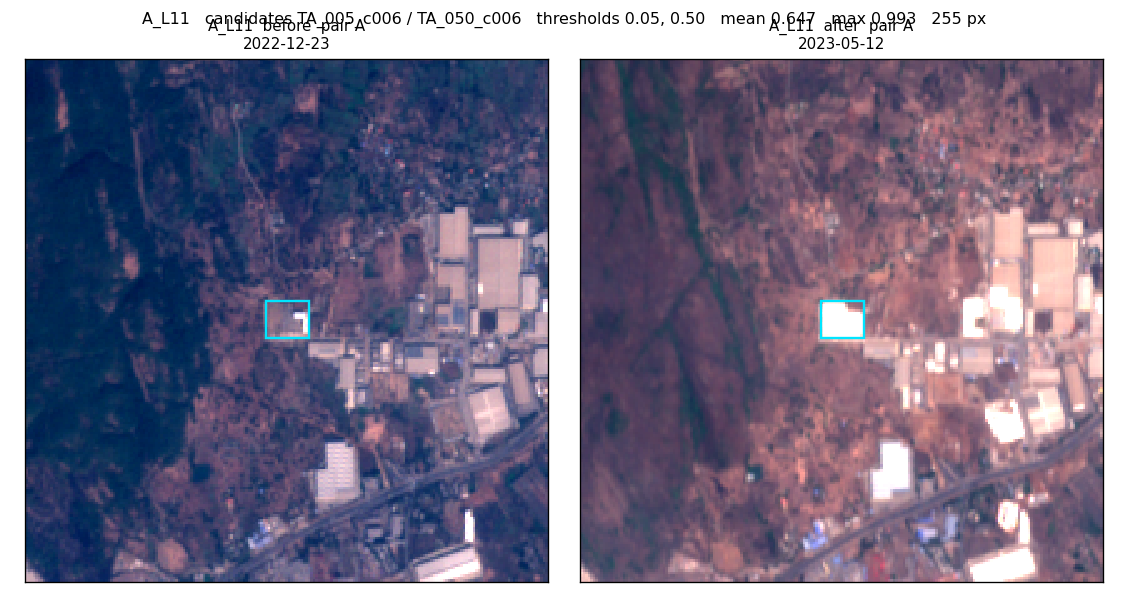 A_L11   candidates TA_005_c006 / TA_050_c006   thresholds 0.05, 0.50   mean 0.647   max 0.993   255 px
A_L11  before  pair A
2022-12-23
A_L11  after  pair A
2023-05-12